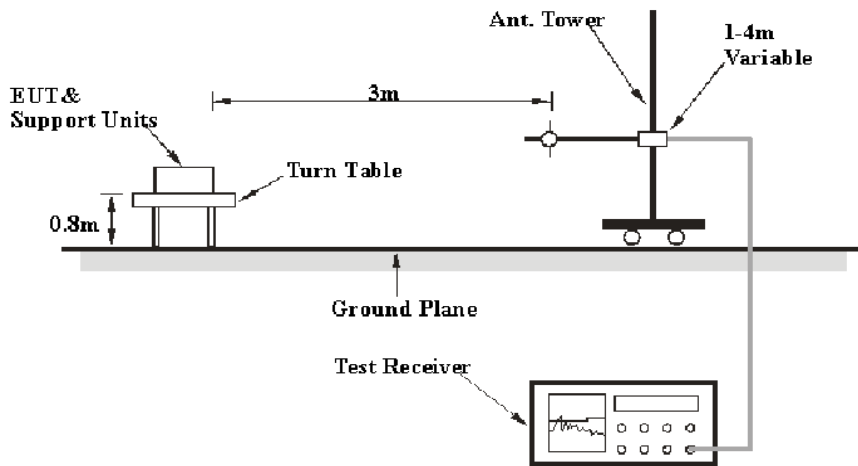 Ant. Tower
1-4m
Variable
3m
EUT&
Support Units
Turn Table
0.8m
Ground Plane
Test Receiver